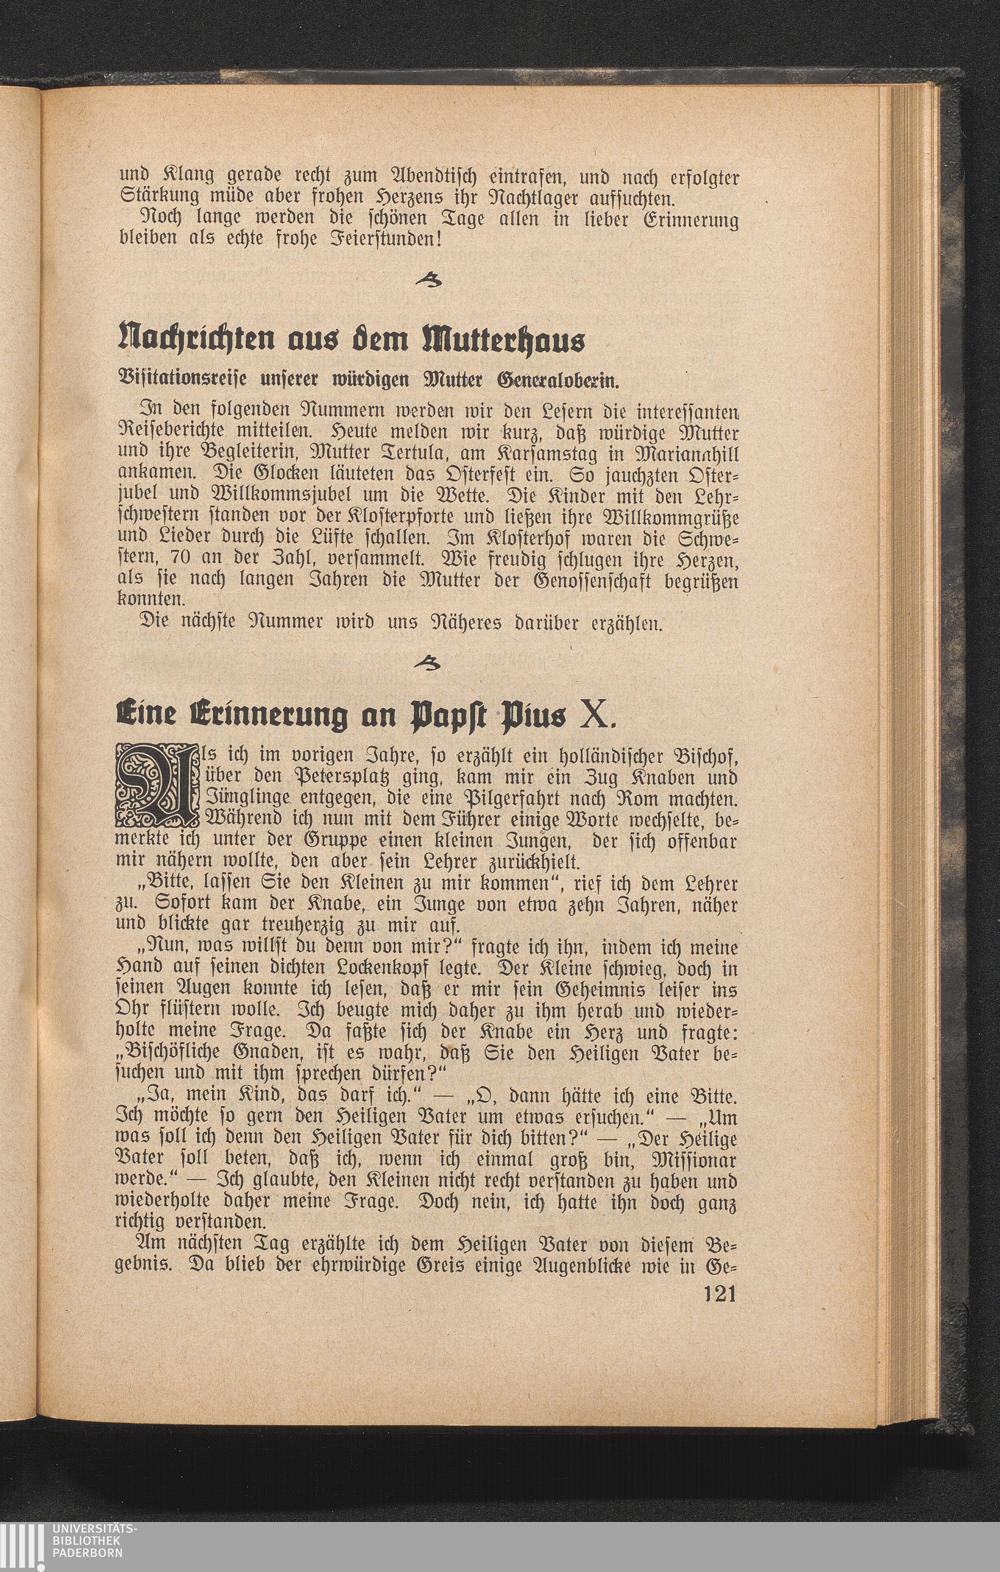 und Klang gerade recht zum Abendtisch eintrafen, und nach erfolgter
Stärkung müde aber frohen Herzens ihr Nachtlager aufsuchten.
Noch lange werden die schönen Tage allen in lieber Erinnerung
bleiben als echte frohe Feierstunden!
Nachrichten aus dem Mutterhaus
Visitationsreise unserer würdigen Mutter Generaloberin.
In den folgenden Nummern werden wir den Lesern die interessanten
Reiseberichte mitteilen. Heute melden wir kurz, daß würdige Mutter
und ihre Begleiterin, Mutter Tertula, am Karsamstag in Mariannhill
ankamen. Die Glocken läuteten das Osterfest ein. So jauchzten Oster-
jubel und Willkommsjubel um die Wette. Die Kinder mit den Lehr-
schwestern standen vor der Klosterpforte und ließen ihre Willkommgrüße
und Lieder durch die Lüfte schallen. Im Klosterhof waren die Schwe-
stern, 70 an der Zahl, versammelt. Wie freudig schlugen ihre Herzen,
als sie nach langen Jahren die Mutter der Genossenschaft begrüßen
konnten.
Die nächste Nummer wird uns Näheres darüber erzählen.
Eine Erinnerung an Papst Pius X.
Als ich im vorigen Jahre, so erzählt ein holländischer Bischof,
über den Petersplatz ging, kam mir ein Zug Knaben und
Jünglinge entgegen, die eine Pilgerfahrt nach Rom machten.
Während ich nun mit dem Führer einige Worte wechselte, be-
merkte ich unter der Gruppe einen kleinen Jungen, der sich offenbar
mir nähern wollte, den aber sein Lehrer zurückhielt.
„Bitte, lassen Sie den Kleinen zu mir kommen“, rief ich dem Lehrer
zu. Sofort kam der Knabe, ein Junge von etwa zehn Jahren, näher
und blickte gar treuherzig zu mir auf.
„Nun, was willst du denn von mir?“ fragte ich ihn, indem ich meine
Hand auf seinen dichten Lockenkopf legte. Der Kleine schwieg, doch in
seinen Augen konnte ich lesen, daß er mir sein Geheimnis leiser ins
Ohr flüstern wolle. Ich beugte mich daher zu ihm herab und wieder-
holte meine Frage. Da faßte sich der Knabe ein Herz und fragte:
„Bischöfliche Gnaden, ist es wahr, daß Sie den Heiligen Vater be-
suchen und mit ihm sprechen dürfen?“
„Ja, mein Kind, das darf ich.“ — „O, dann hätte ich eine Bitte.
Ich möchte so gern den Heiligen Vater um etwas ersuchen.“ — „Um
was soll ich denn den Heiligen Vater für dich bitten?“ — „Der Heilige
Vater soll beten, daß ich, wenn ich einmal groß bin, Missionar
werde.“ — Ich glaubte, den Kleinen nicht recht verstanden zu haben und
wiederholte daher meine Frage. Doch nein, ich hatte ihn doch ganz
richtig verstanden.
Am nächsten Tag erzählte ich dem Heiligen Vater von diesem Be-
gebnis. Da blieb der ehrwürdige Greis einige Augenblicke wie in Ge-
121
UNIVERSITÄTS-
BIBLIOTHEK
PADERBORN